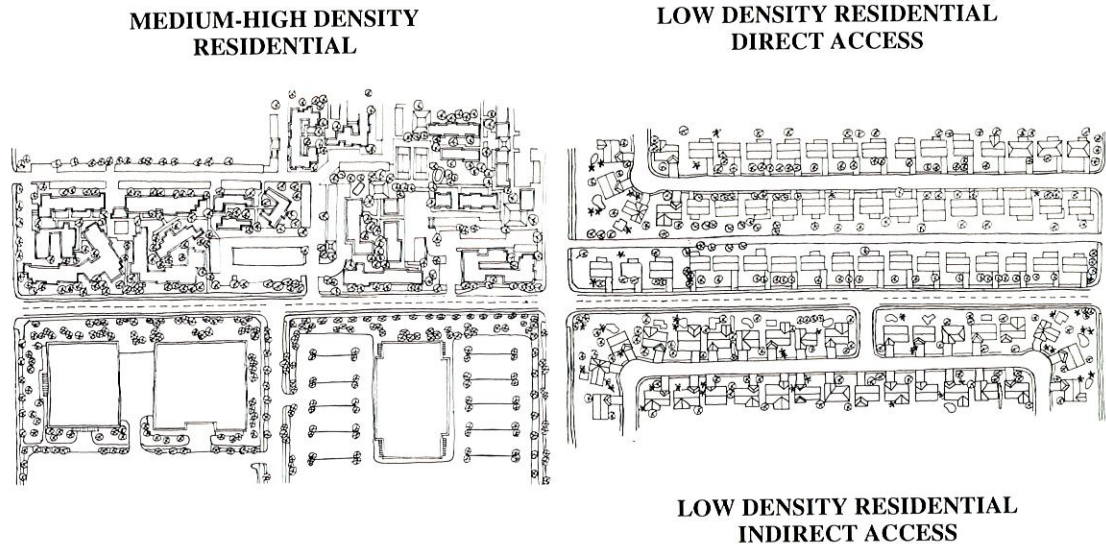 MEDIUM-HIGH DENSITY
RESIDENTIAL
LOW DENSITY RESIDENTIAL
DIRECT ACCESS
LOW DENSITY RESIDENTIAL
INDIRECT ACCESS